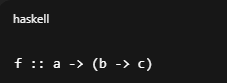 haskell
f :: a -> (b -> c)